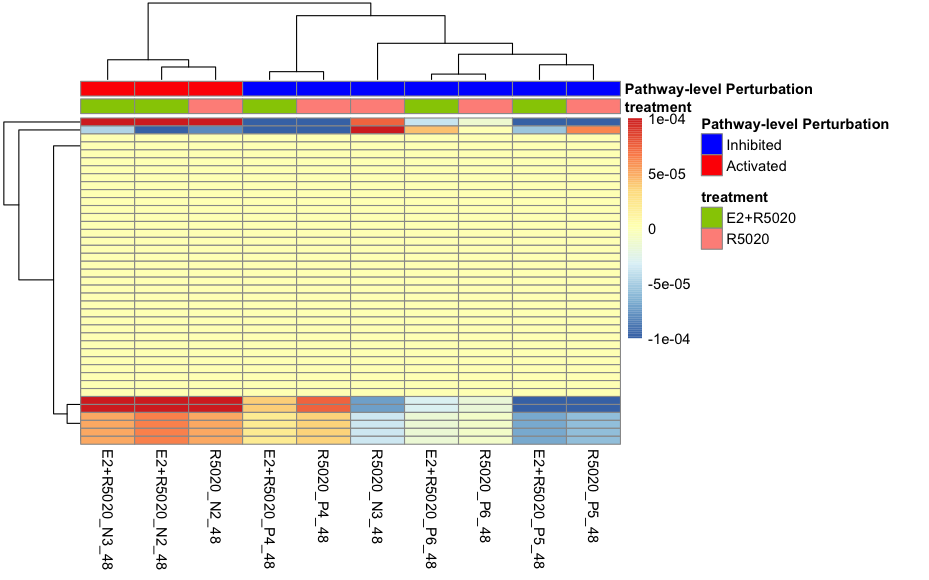 Pathway-level Perturbation
treatment
1e-04
5e-05
0
-5e-05
-1e-04
Pathway-level Perturbation
Inhibited
Activated
treatment
E2+R5020
R5020
E2+R5020_N3_48
E2+R5020_N2_48
R5020_N2_48
E2+R5020_P4_48
R5020_P4_48
R5020_N3_48
E2+R5020_P6_48
R5020_P6_48
E2+R5020_P5_48
R5020_P5_48